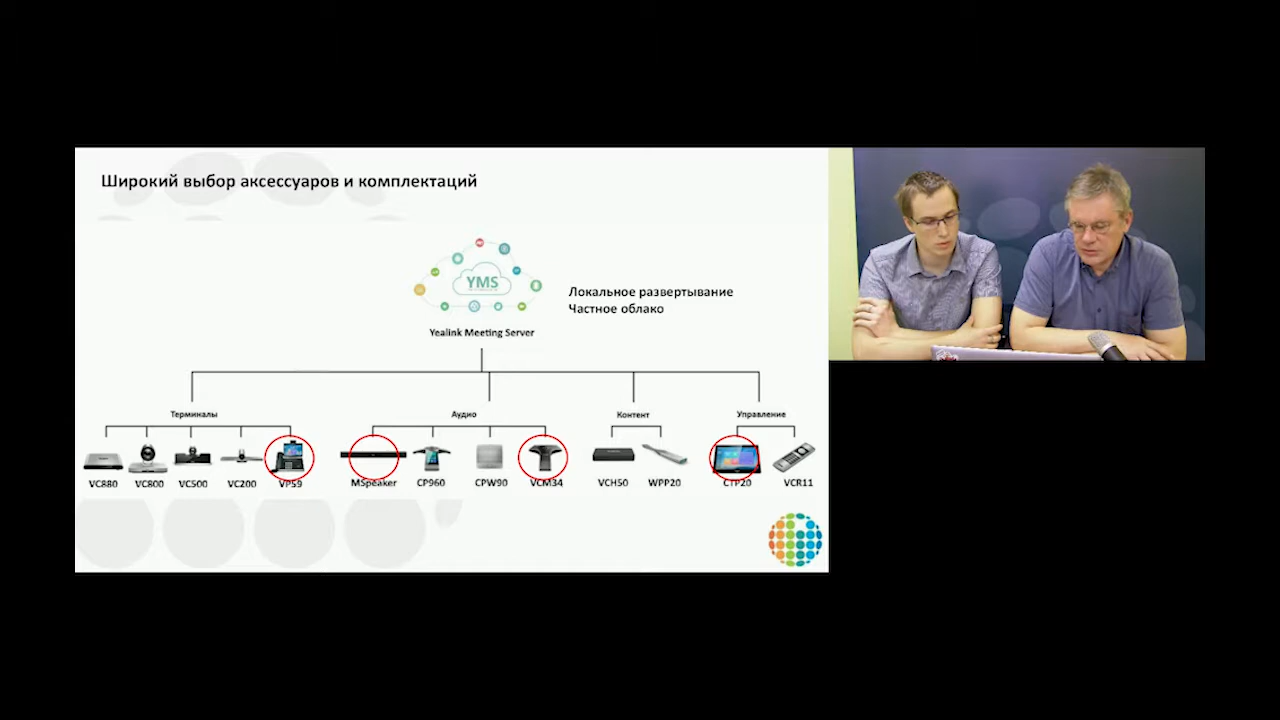 Широкий выбор аксессуаров и комплектаций
YMS
Локальное развертывание
Частное облако
Yealink Meeting Server
Терминалы
Аудио
Контент
Управление
VC880
VC800
VC500
VC200
VP59
MSpeaker
CP960
CPW90
VCM34
VCH50
WPP20
CTP20
VCR11